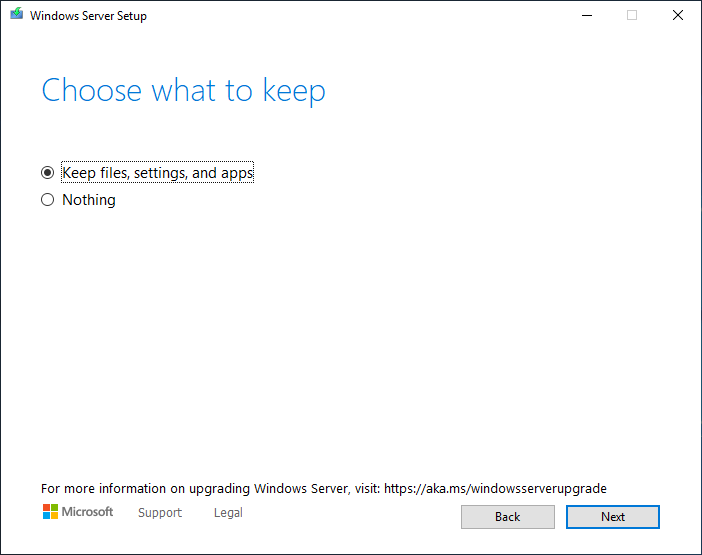 Windows Server Setup
Choose what to keep
Keep files, settings, and apps
Nothing
For more information on upgrading Windows Server, visit: https://aka.ms/windowsserverupgrade
Microsoft Support Legal Back Next